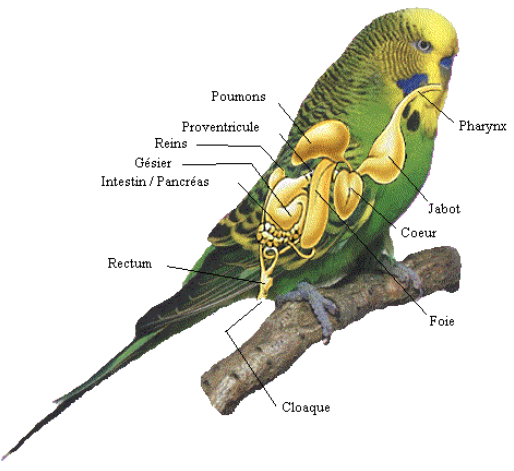 Poumons
Proventricule
Pharynx
Reins
Gésier
Intestin / Pancréas
Jabot
Coeur
Rectum
Foie
Cloaque